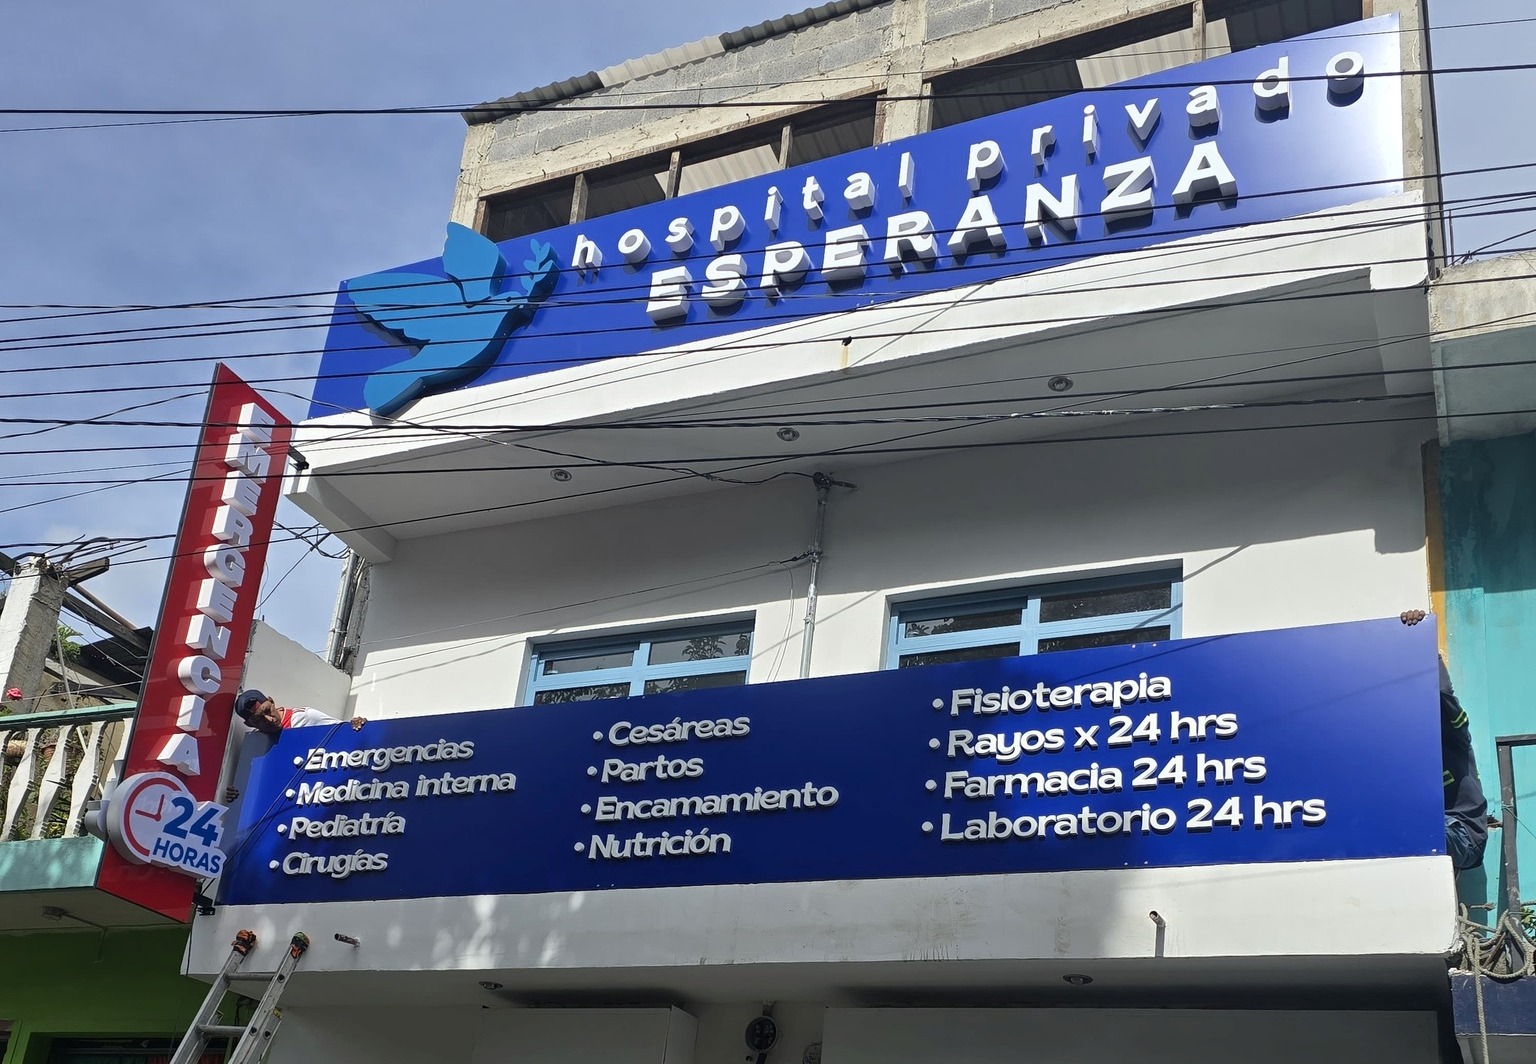 hospital privado
ESPERANZA
EMERGENCIA
24
HORAS
•Emergencias
•Medicina interna
•Pediatría
•Cirugías
•Cesáreas
•Partos
•Encamamiento
•Nutrición
•Fisioterapia
•Rayos x 24 hrs
•Farmacia 24 hrs
•Laboratorio 24 hrs